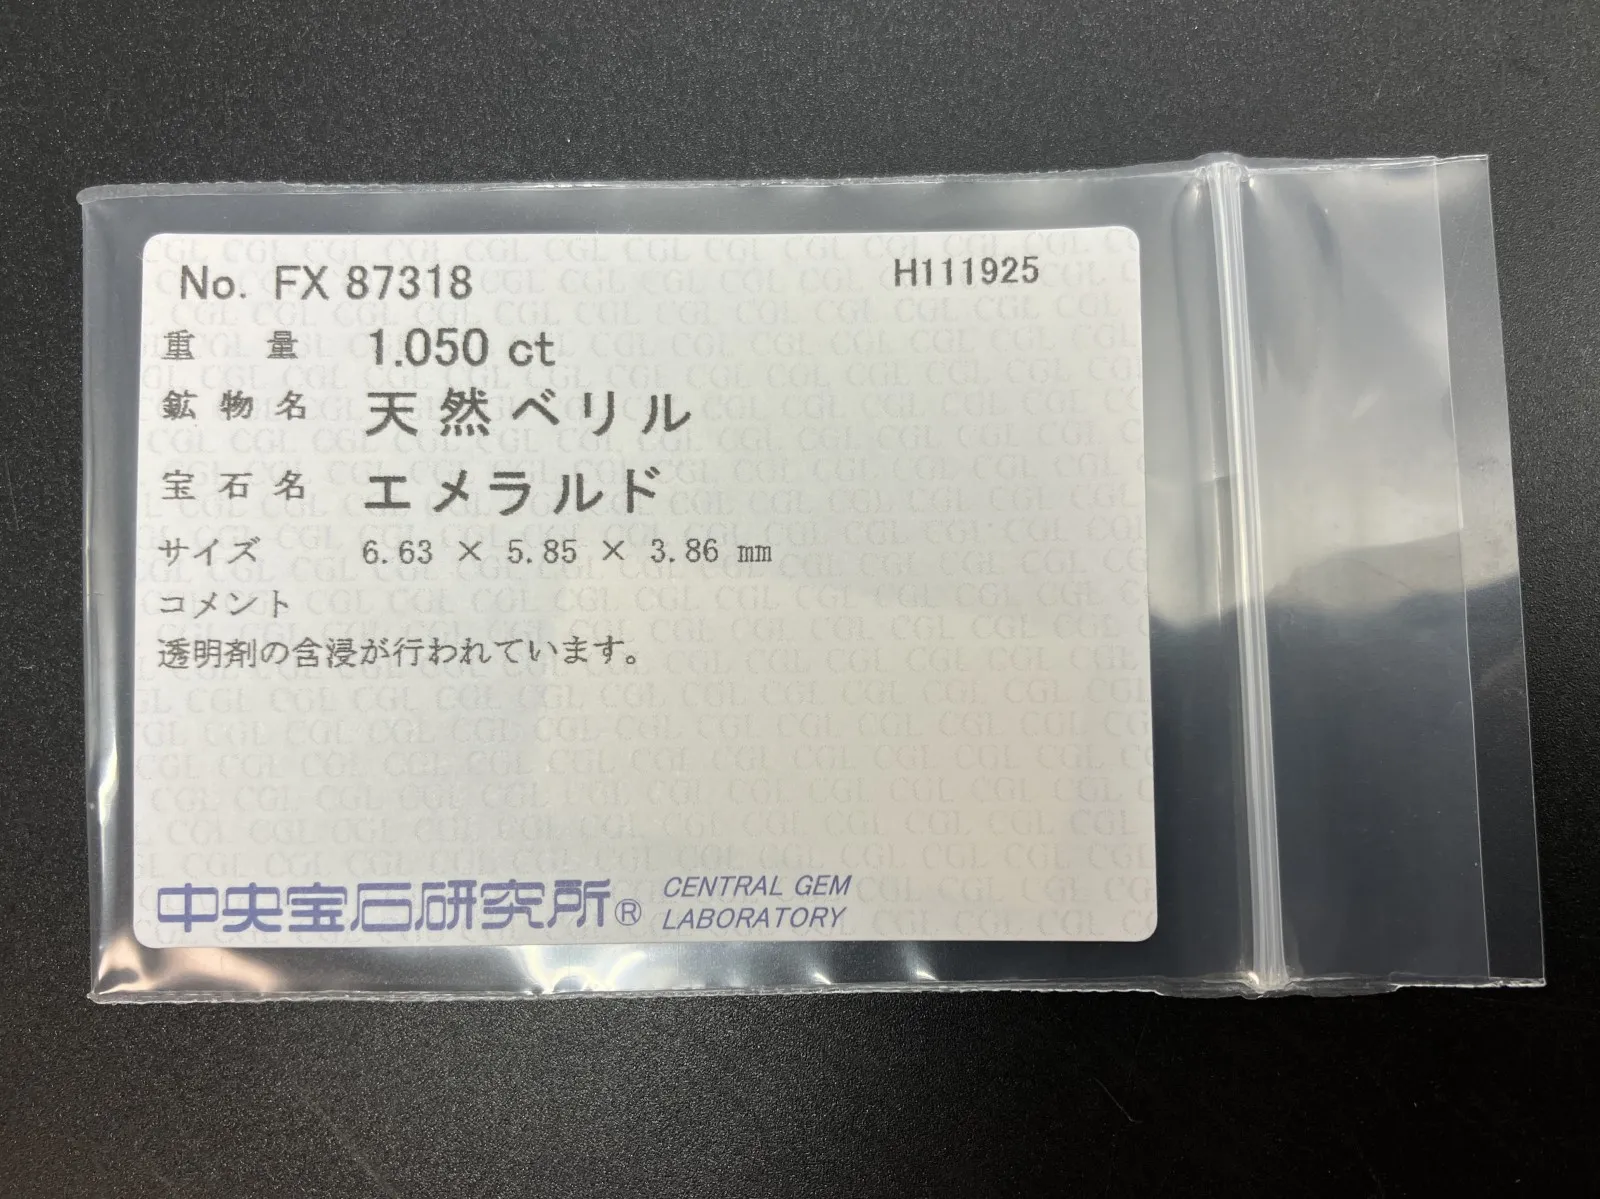 No. FX 87318 H111925
重量 1.050 ct
鉱物名 天然ベリル
宝石名 エメラルド
サイズ 6.63 × 5.85 × 3.86 mm
コメント
透明剤の含浸が行われています。
中央宝石研究所® CENTRAL GEM
LABORATORY